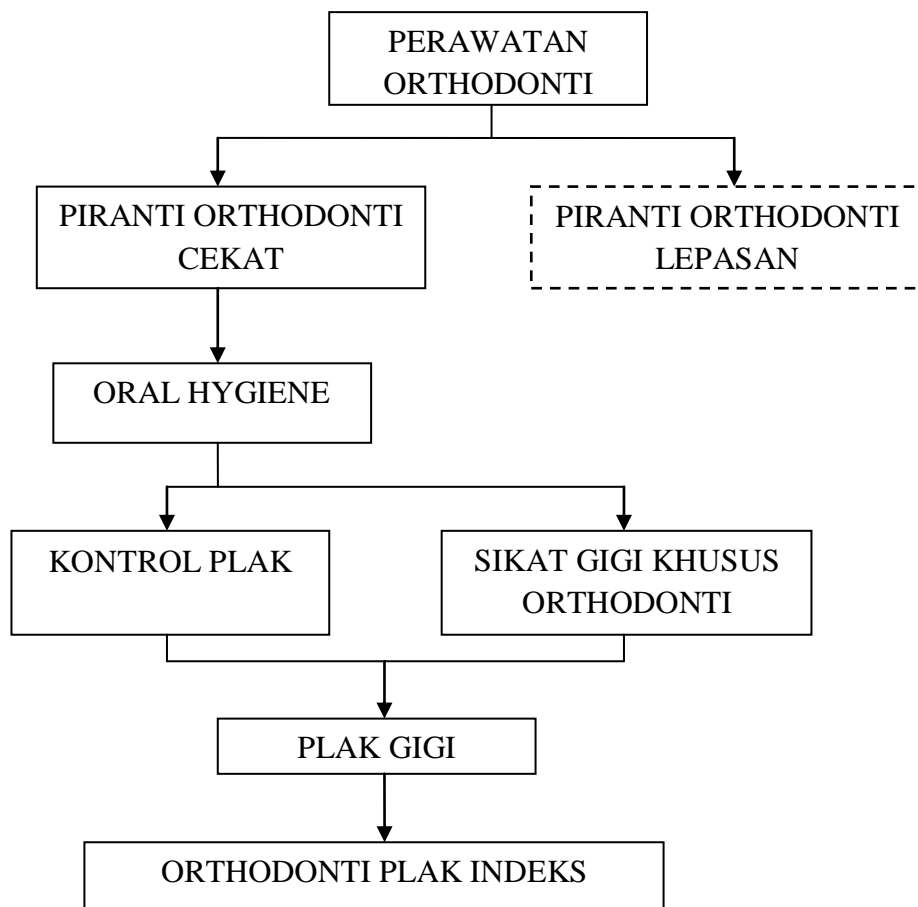 PERAWATAN
ORTHODONTI
PIRANTI ORTHODONTI
CEKAT
PIRANTI ORTHODONTI
LEPASAN
ORAL HYGIENE
KONTROL PLAK
SIKAT GIGI KHUSUS
ORTHODONTI
PLAK GIGI
ORTHODONTI PLAK INDEKS